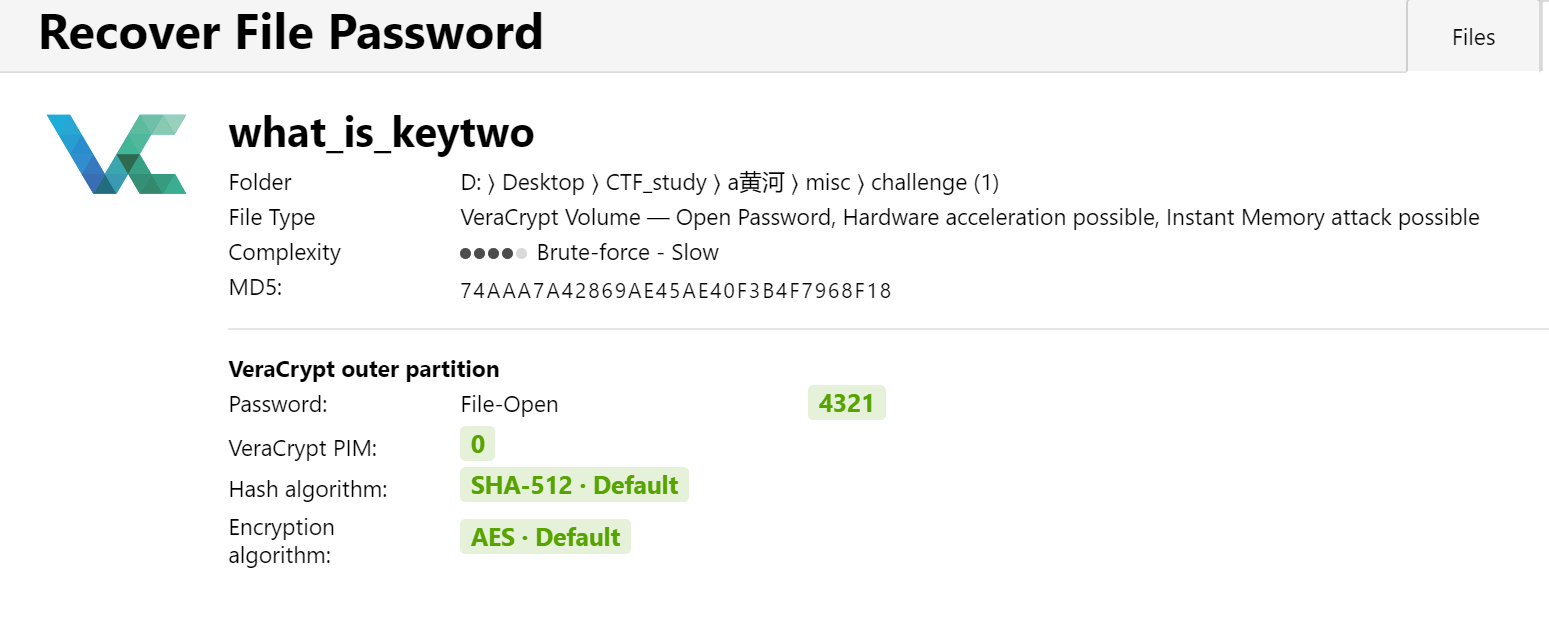 Recover File Password
Files
what_is_keytwo
Folder D: 〉 Desktop 〉 CTF_study 〉 a黄河 〉 misc 〉 challenge (1)
File Type VeraCrypt Volume — Open Password, Hardware acceleration possible, Instant Memory attack possible
Complexity Brute-force - Slow
MD5: 74AAA7A42869AE45AE40F3B4F7968F18
VeraCrypt outer partition
Password: File-Open 4321
VeraCrypt PIM: 0
Hash algorithm: SHA-512 · Default
Encryption
algorithm: AES · Default